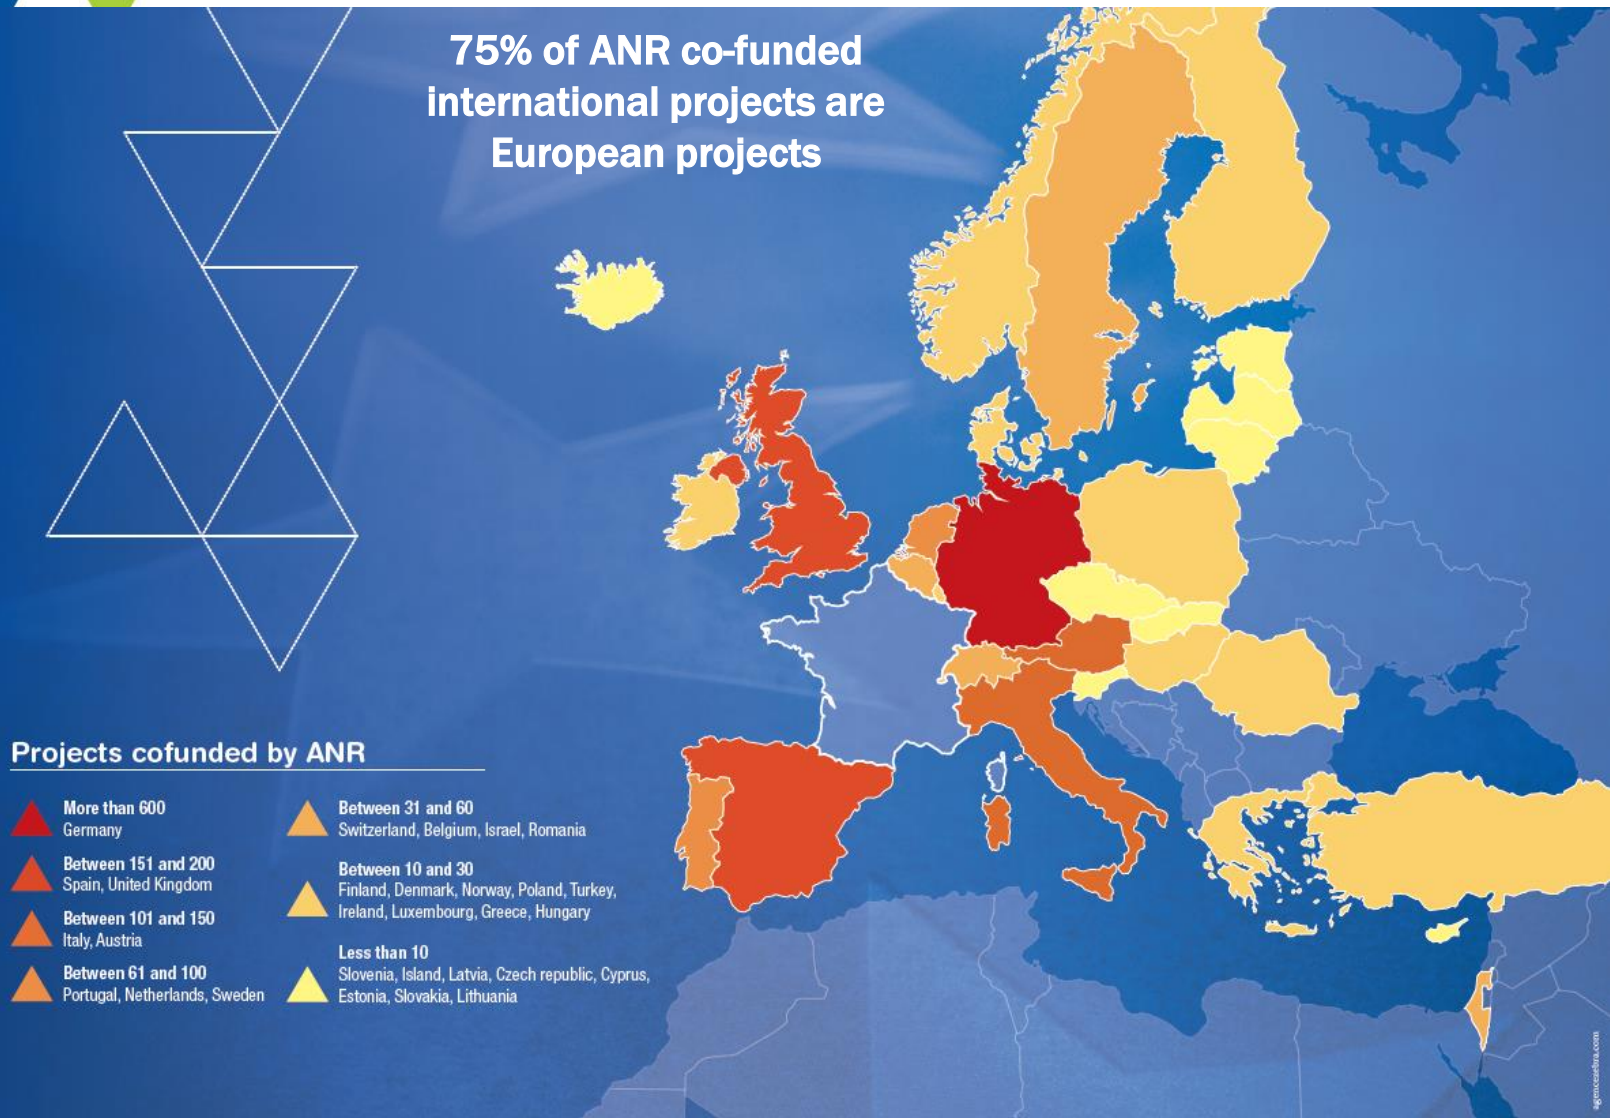 75% of ANR co-funded
international projects are
European projects
Projects cofunded by ANR
More than 600
Germany
Between 151 and 200
Spain, United Kingdom
Between 101 and 150
Italy, Austria
Between 61 and 100
Portugal, Netherlands, Sweden
Between 31 and 60
Switzerland, Belgium, Israel, Romania
Between 10 and 30
Finland, Denmark, Norway, Poland, Turkey,
Ireland, Luxembourg, Greece, Hungary
Less than 10
Slovenia, Island, Latvia, Czech republic, Cyprus,
Estonia, Slovakia, Lithuania
agencezebra.com